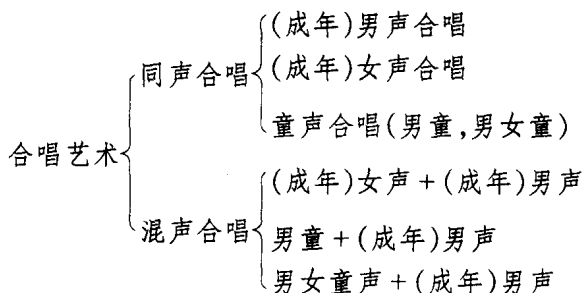 合唱艺术
同声合唱
(成年)男声合唱
(成年)女声合唱
童声合唱(男童,男女童)
混声合唱
(成年)女声+(成年)男声
男童+(成年)男声
男女童声+(成年)男声